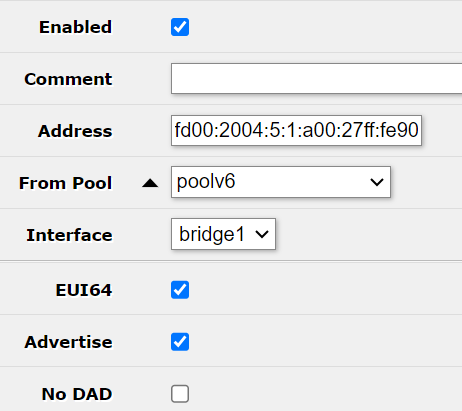 Enabled
Comment
Address fd00:2004:5:1:a00:27ff:fe90
From Pool poolv6
Interface bridge1
EUI64
Advertise
No DAD